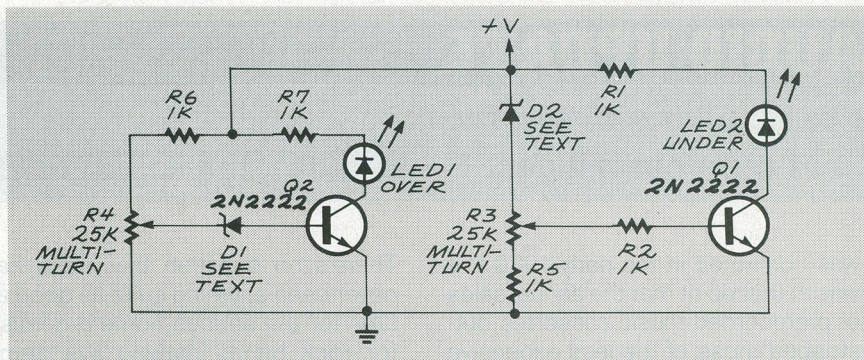 +V
R6
1K
R7
1K
R1
1K
D2
SEE
TEXT
LED1
OVER
LED2
UNDER
Q2
2N2222
Q1
2N2222
R4
25K
MULTI-
TURN
D1
SEE
TEXT
R3
25K
MULTI-
TURN
R2
1K
R5
1K